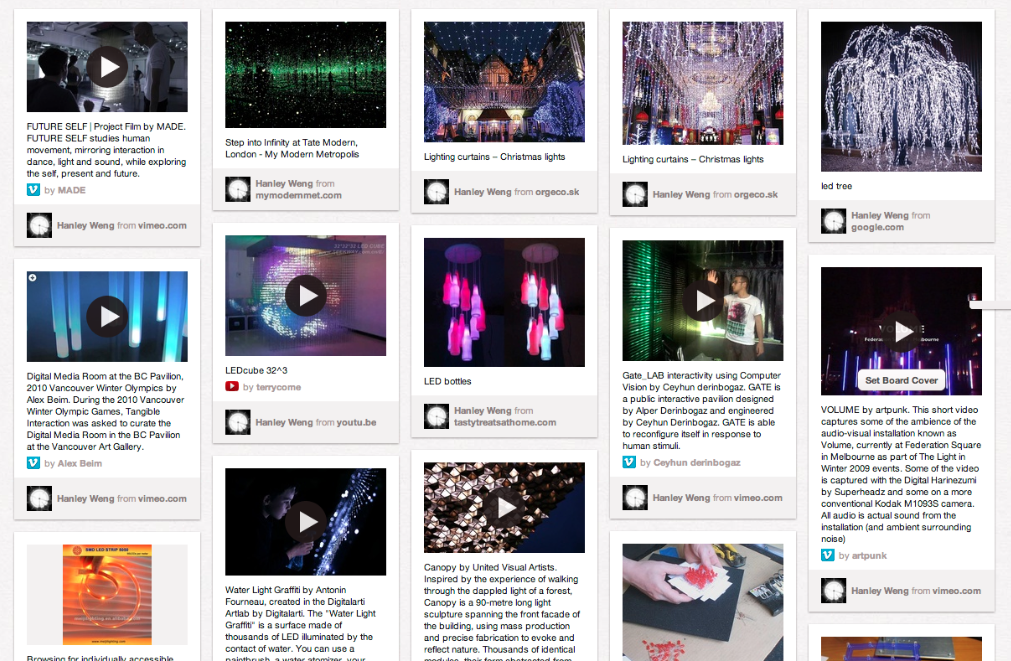 FUTURE SELF | Project Film by MADE.
FUTURE SELF studies human
movement, mirroring interaction in
dance, light and sound, while exploring
the self, present and future.
by MADE
Hanley Weng from vimeo.com
Digital Media Room at the BC Pavilion,
2010 Vancouver Winter Olympics by
Alex Beim. During the 2010 Vancouver
Winter Olympic Games, Tangible
Interaction was asked to curate the
Digital Media Room in the BC Pavilion
at the Vancouver Art Gallery.
by Alex Beim
Hanley Weng from vimeo.com
Browsing for individually accessible
Step into Infinity at Tate Modern,
London - My Modern Metropolis
Hanley Weng from
mymodernmet.com
LEDcube 32^3
by terrycome
Hanley Weng from youtu.be
Water Light Graffiti by Antonin
Fourneau, created in the Digitalarti
Artlab by Digitalarti. The "Water Light
Graffiti" is a surface made of
thousands of LED illuminated by the
contact of water. You can use a
paintbrush, a water atomizer, your
Lighting curtains – Christmas lights
Hanley Weng from orgeco.sk
LED bottles
Hanley Weng from
tastytreatsathome.com
Canopy by United Visual Artists.
Inspired by the experience of walking
through the dappled light of a forest,
Canopy is a 90-metre long light
sculpture spanning the front facade of
the building, using mass production
and precise fabrication to evoke and
reflect nature. Thousands of identical
modules, their form abstracted from
Lighting curtains – Christmas lights
Hanley Weng from orgeco.sk
Gate_LAB interactivity using Computer
Vision by Ceyhun derinbogaz. GATE is
a public interactive pavilion designed
by Alper Derinbogaz and engineered
by Ceyhun Derinbogaz. GATE is able
to reconfigure itself in response to
human stimuli.
by Ceyhun derinbogaz
Hanley Weng from vimeo.com
led tree
Hanley Weng from
google.com
VOLUME
Set Board Cover
VOLUME by artpunk. This short video
captures some of the ambience of the
audio-visual installation known as
Volume, currently at Federation Square
in Melbourne as part of The Light in
Winter 2009 events. Some of the video
is captured with the Digital Harinezumi
by Superheadz and some on a more
conventional Kodak M1093S camera.
All audio is actual sound from the
installation (and ambient surrounding
noise)
by artpunk
Hanley Weng from vimeo.com